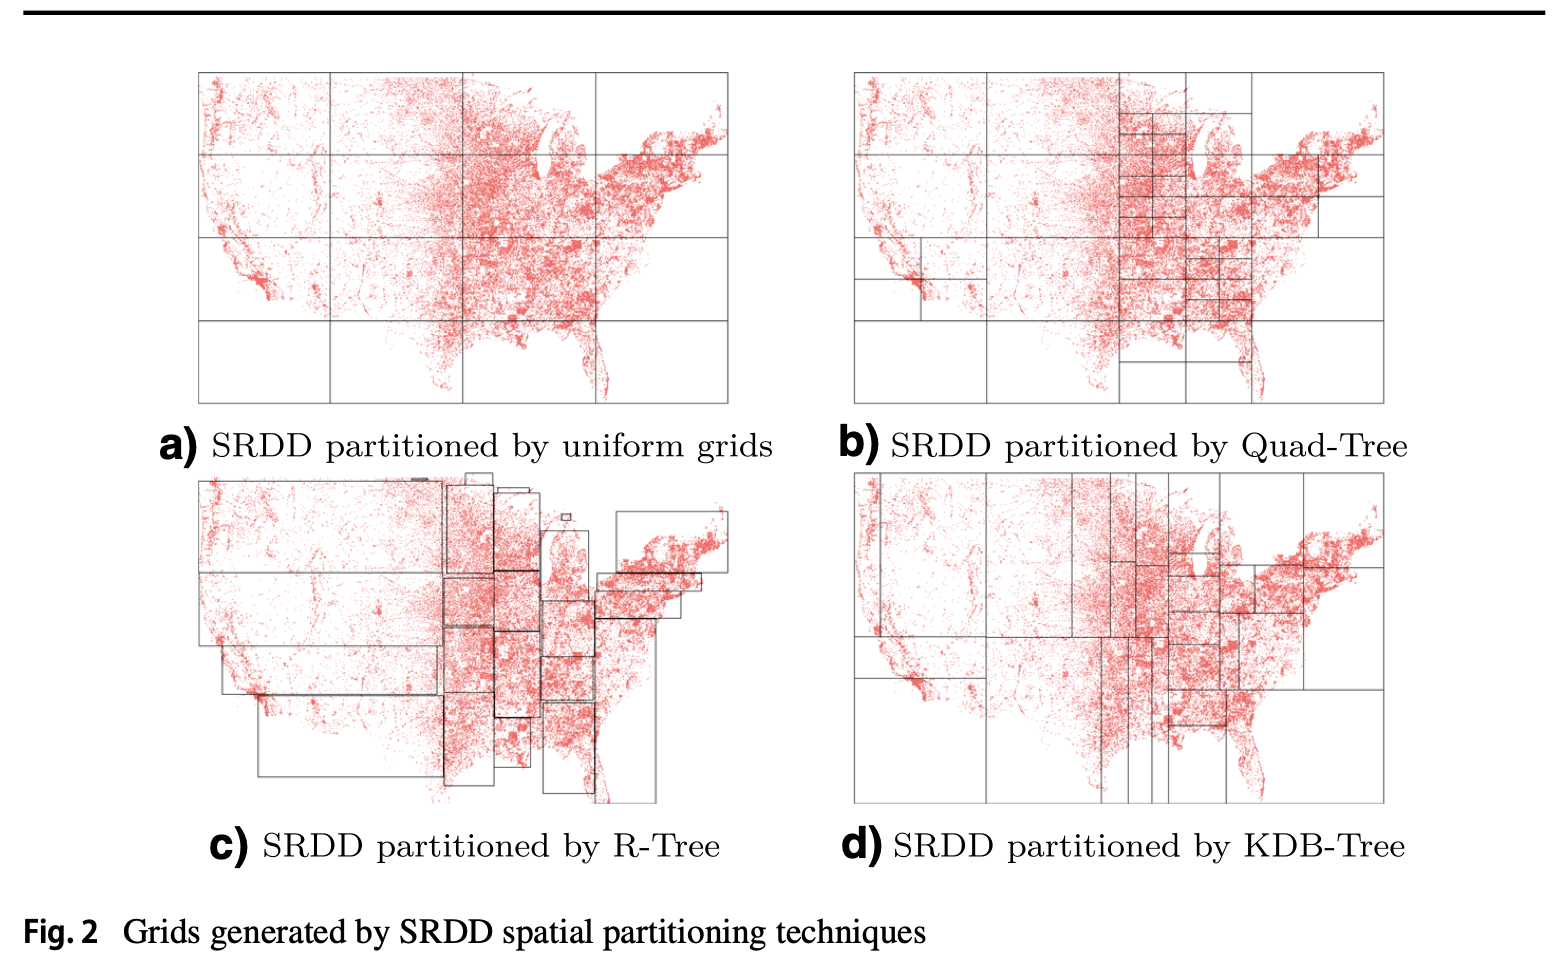 a) SRDD partitioned by uniform grids
b) SRDD partitioned by Quad-Tree
c) SRDD partitioned by R-Tree
d) SRDD partitioned by KDB-Tree
Fig. 2 Grids generated by SRDD spatial partitioning techniques